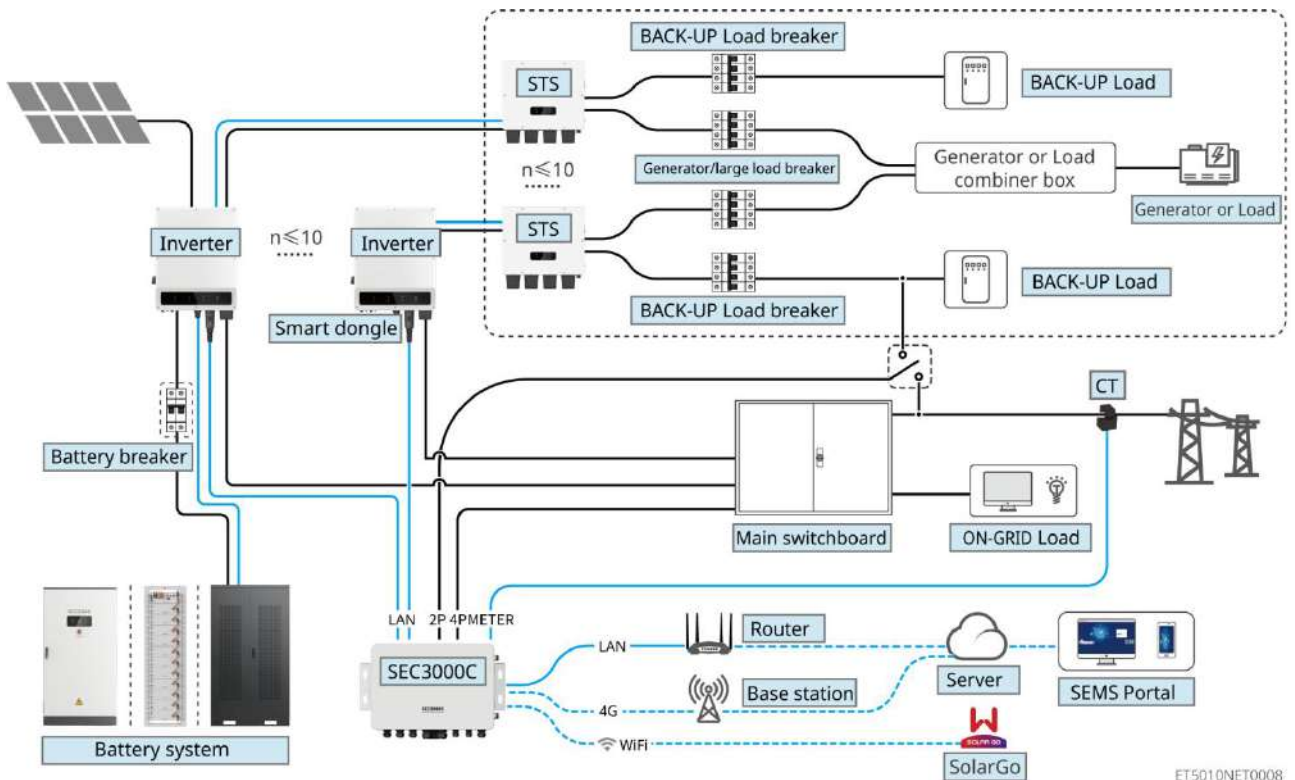 BACK-UP Load breaker
STS
BACK-UP Load
n≤10
Generator/large load breaker
Generator or Load
combiner box
Generator or Load
Inverter
n≤10
Inverter
STS
BACK-UP Load
BACK-UP Load breaker
Smart dongle
CT
Battery breaker
Main switchboard
ON-GRID Load
LAN
2P
4P
METER
SEC3000C
LAN
Router
4G
Base station
Server
SEMS Portal
WiFi
SOLAR GO
SolarGo
Battery system
ET5010NET0008